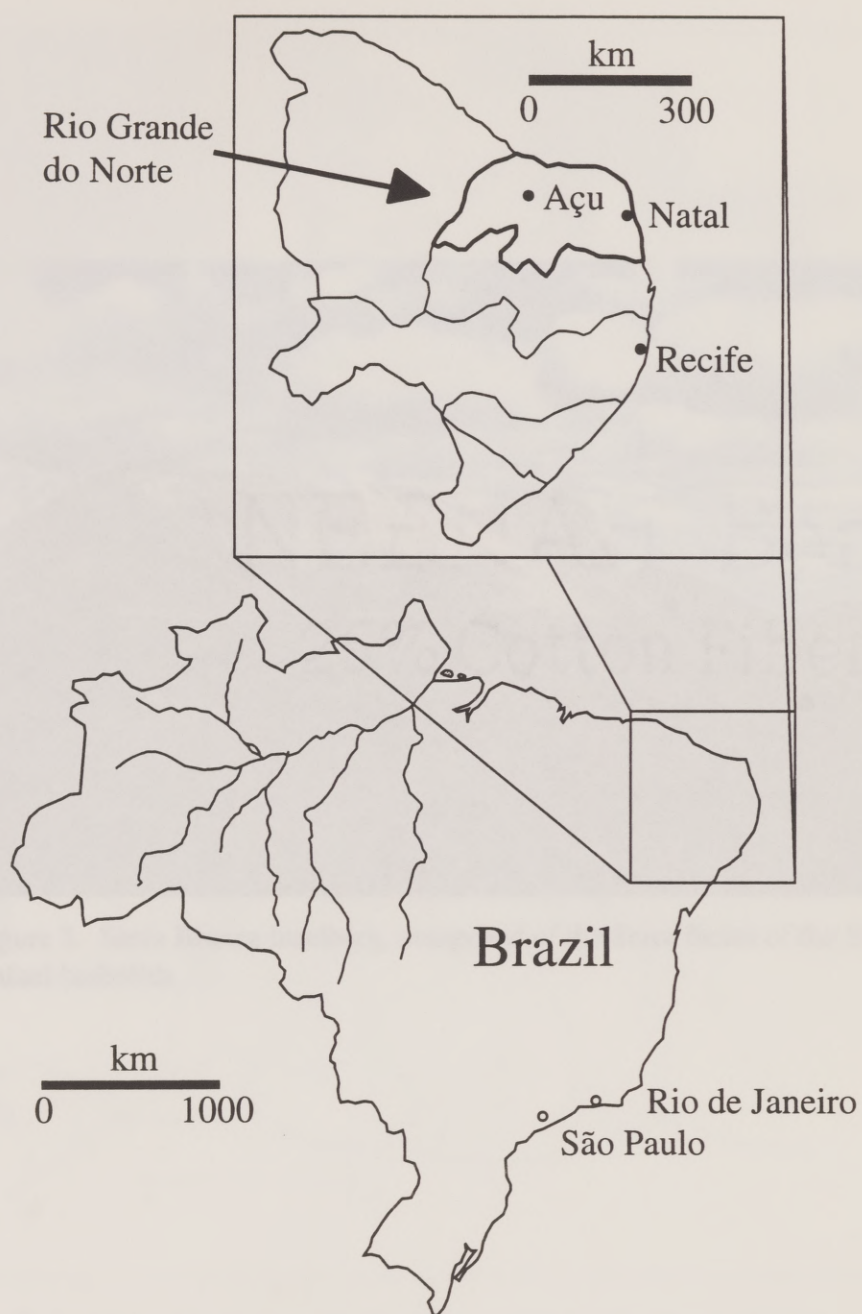 km
0 300
Rio Grande
do Norte
Açu
Natal
Recife
Brazil
km
0 1000
Rio de Janeiro
São Paulo